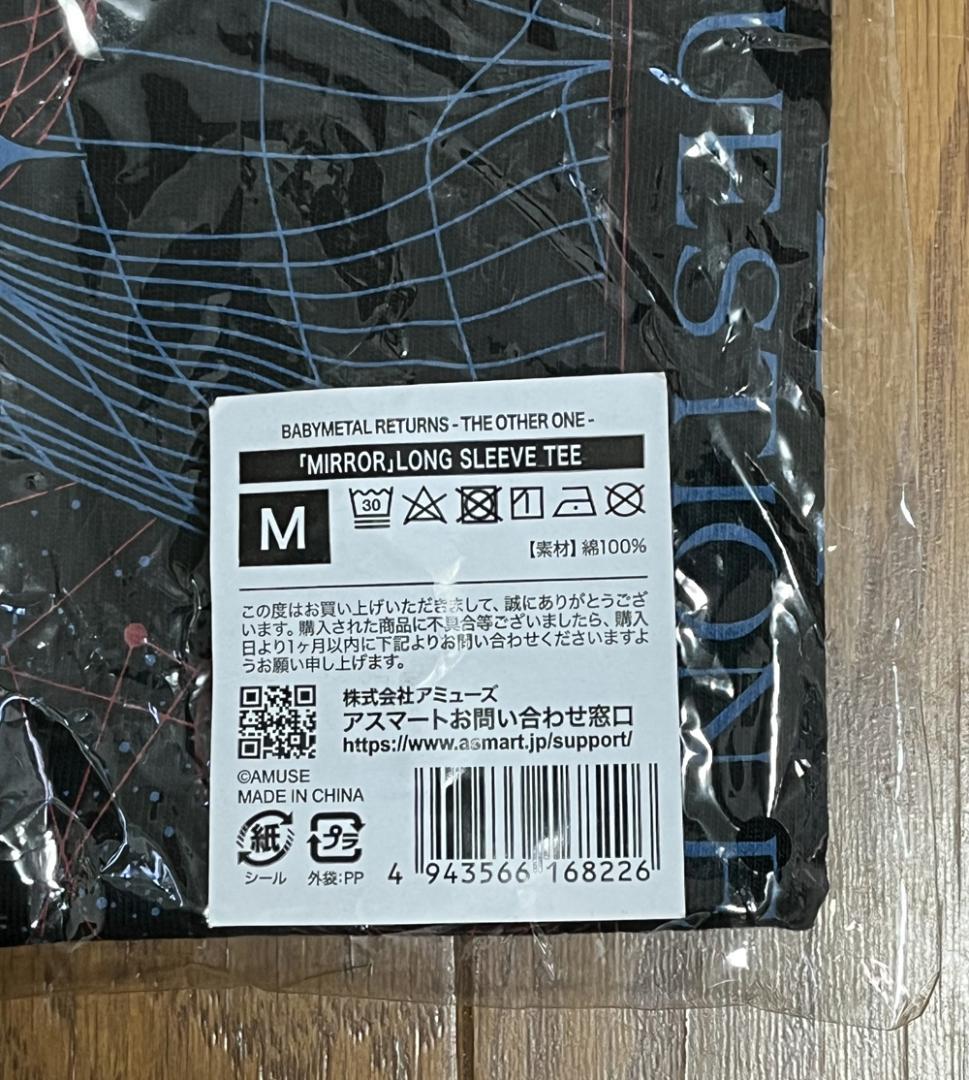 UESTION E
BABYMETAL RETURNS - THE OTHER ONE -
「MIRROR」LONG SLEEVE TEE
M
30
【素材】綿100%
この度はお買い上げいただきまして、誠にありがとうござ
います。購入された商品に不具合等ございましたら、購入
日より1ヶ月以内に下記よりお問い合わせくださいますよ
うお願い申し上げます。
株式会社アミューズ
アスマートお問い合わせ窓口
https://www.asmart.jp/support/
©AMUSE
MADE IN CHINA
紙
プラ
シール
外袋:PP
4 943566 168226